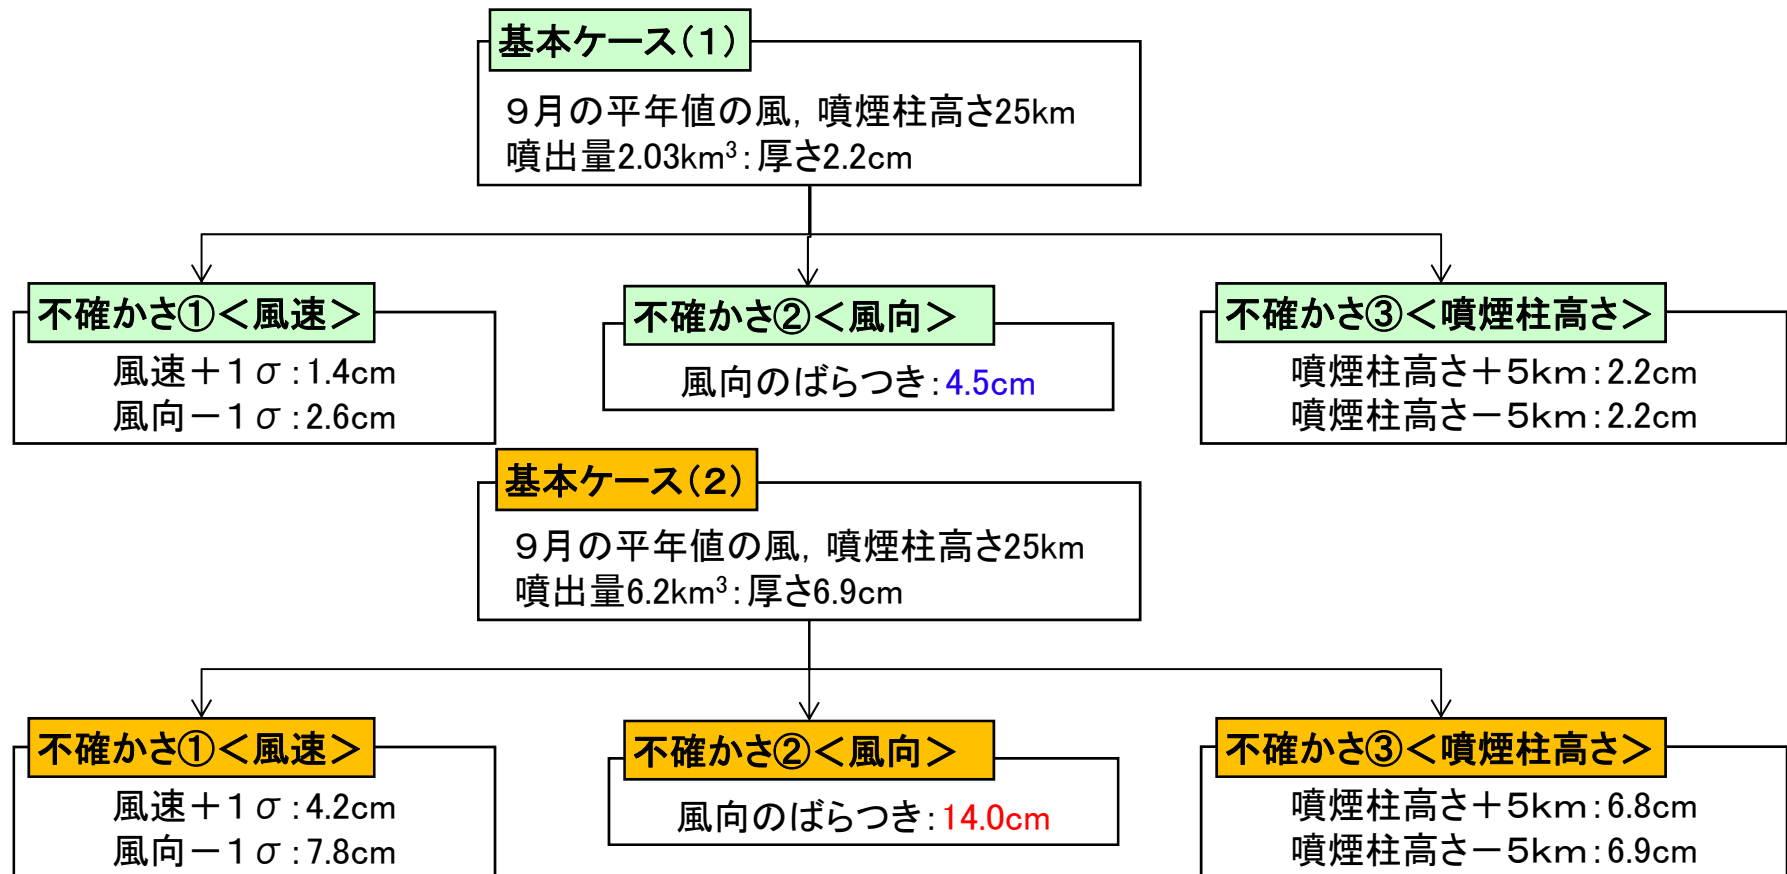 基本ケース(1)
9月の平年値の風, 噴煙柱高さ25km
噴出量2.03km³:厚さ2.2cm
不確かさ①<風速>
風速+1σ:1.4cm
風向-1σ:2.6cm
不確かさ②<風向>
風向のばらつき:4.5cm
不確かさ③<噴煙柱高さ>
噴煙柱高さ+5km:2.2cm
噴煙柱高さ-5km:2.2cm
基本ケース(2)
9月の平年値の風, 噴煙柱高さ25km
噴出量6.2km³:厚さ6.9cm
不確かさ①<風速>
風速+1σ:4.2cm
風向-1σ:7.8cm
不確かさ②<風向>
風向のばらつき:14.0cm
不確かさ③<噴煙柱高さ>
噴煙柱高さ+5km:6.8cm
噴煙柱高さ-5km:6.9cm